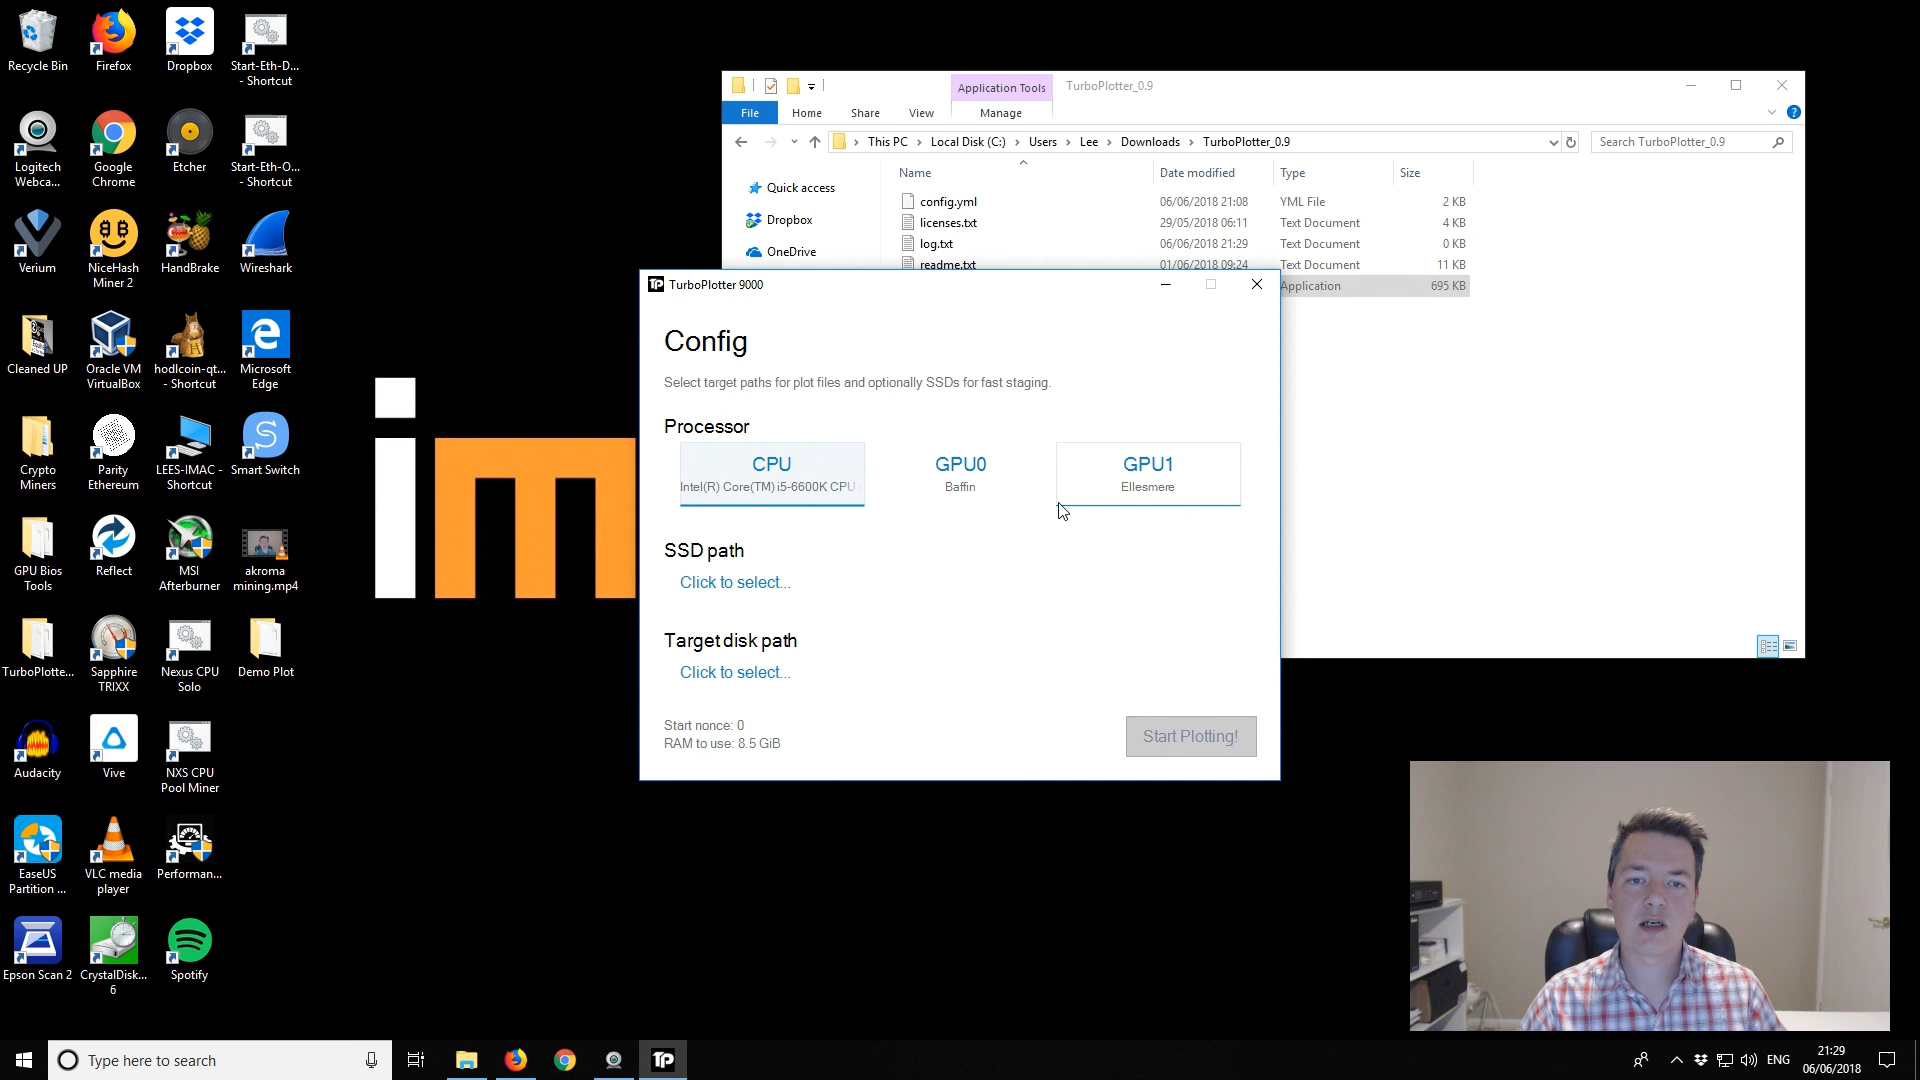 Recycle Bin
Firefox
Dropbox
Start-Eth-D...
- Shortcut
Logitech
Webca...
Google
Chrome
Etcher
Start-Eth-O...
- Shortcut
Verium
NiceHash
Miner 2
HandBrake
Wireshark
Cleaned UP
Oracle VM
VirtualBox
hodlcoin-qt...
- Shortcut
Microsoft
Edge
Crypto
Miners
Parity
Ethereum
LEES-IMAC -
Shortcut
Smart Switch
GPU Bios
Tools
Reflect
MSI
Afterburner
akroma
mining.mp4
TurboPlotte...
Sapphire
TRIXX
Nexus CPU
Solo
Demo Plot
Audacity
Vive
NXS CPU
Pool Miner
EaseUS
Partition ...
VLC media
player
Performan...
Epson Scan 2
CrystalDisk...
6
Spotify
im
Application Tools
TurboPlotter_0.9
File
Home
Share
View
Manage
This PC > Local Disk (C:) > Users > Lee > Downloads > TurboPlotter_0.9
Search TurboPlotter_0.9
Name
Date modified
Type
Size
Quick access
Dropbox
OneDrive
config.yml 06/06/2018 21:08 YML File 2 KB
licenses.txt 29/05/2018 06:11 Text Document 4 KB
log.txt 06/06/2018 21:29 Text Document 0 KB
readme.txt 01/06/2018 09:24 Text Document 11 KB
Application 695 KB
TP TurboPlotter 9000
Config
Select target paths for plot files and optionally SSDs for fast staging.
Processor
CPU
Intel(R) Core(TM) i5-6600K CPU
GPU0
Baffin
GPU1
Ellesmere
SSD path
Click to select...
Target disk path
Click to select...
Start nonce: 0
RAM to use: 8.5 GiB
Start Plotting!
Type here to search
TP
ENG
21:29
06/06/2018